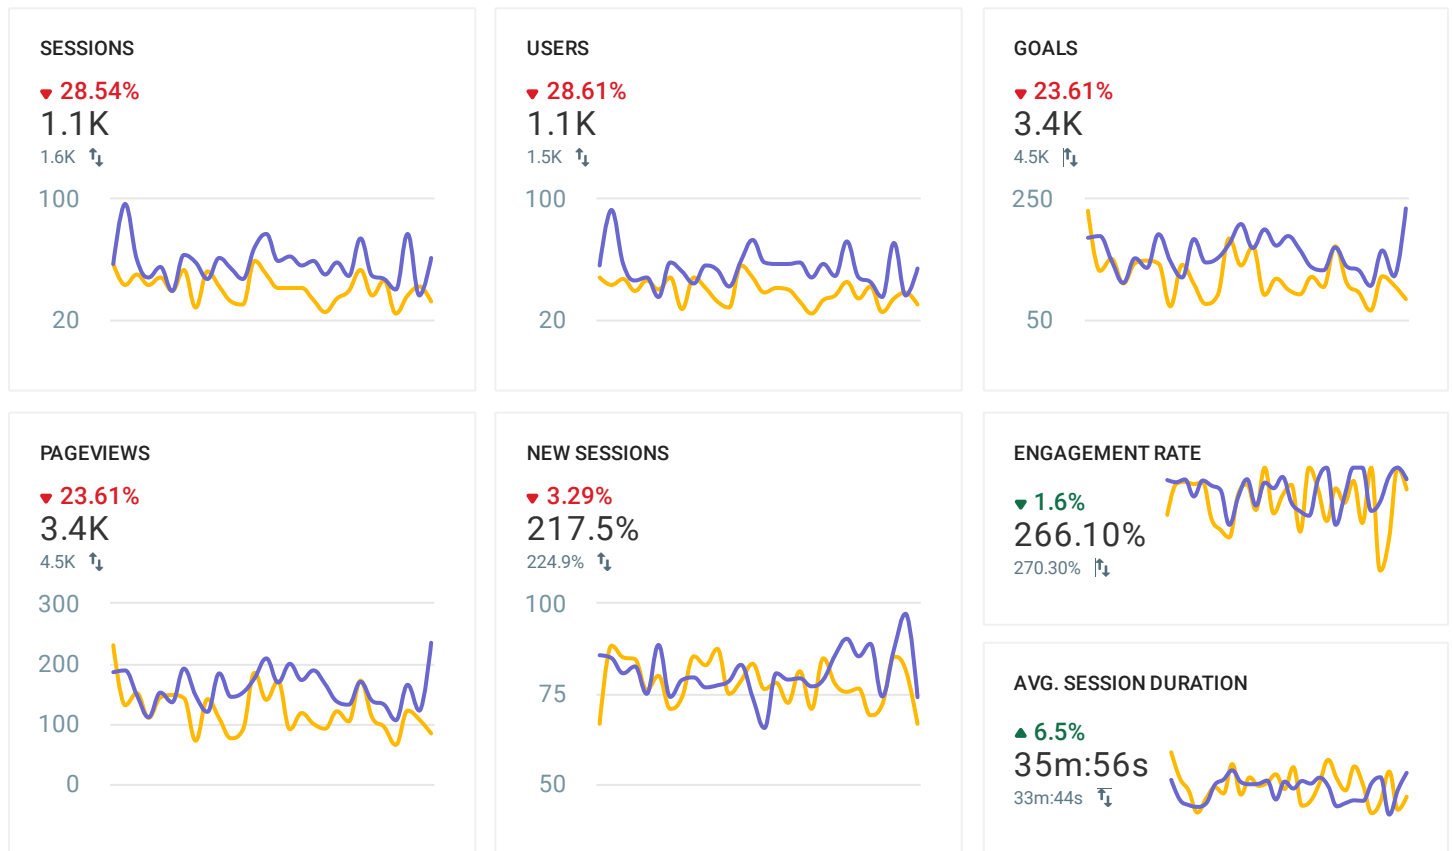 SESSIONS
28.54%
1.1K
1.6K
100
20
USERS
28.61%
1.1K
1.5K
100
20
GOALS
23.61%
3.4K
4.5K
250
50
PAGEVIEWS
23.61%
3.4K
4.5K
300
200
100
0
NEW SESSIONS
3.29%
217.5%
224.9%
100
75
50
ENGAGEMENT RATE
1.6%
266.10%
270.30%
AVG. SESSION DURATION
6.5%
35m:56s
33m:44s